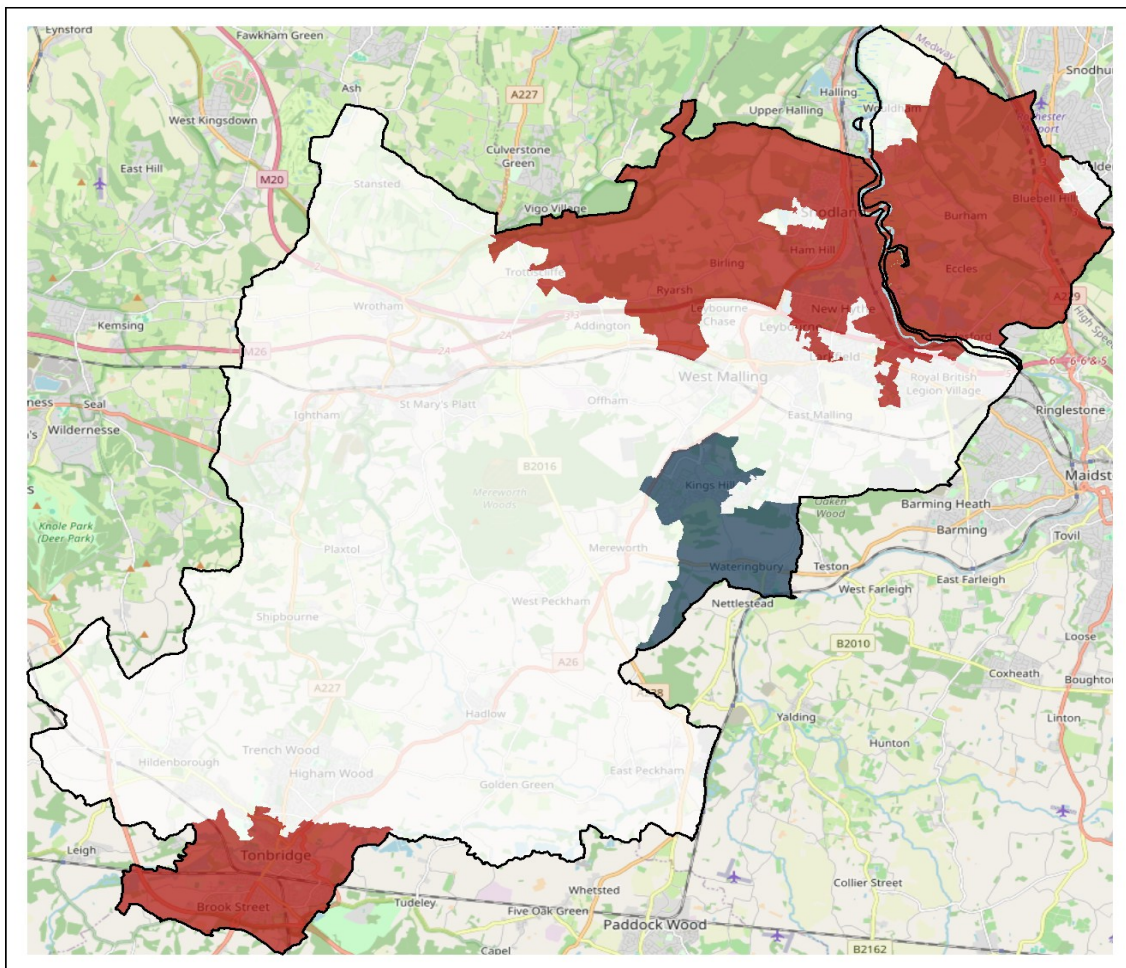 Eynsford
Fawkham Green
Ash
A227
West Kingsdown
East Hill
M20
Culverstone
Green
Stansted
Vigo Village
Upper Halling
Halling
Wouldham
Medway
Snodhur
Bluebell Hill
Burham
Eccles
Snodland
Ham Hill
Birling
Ryarsh
Trottiscliffe
Wrotham
Addington
Leybourne
Chase
New Hythe
Leybourne
Larkfield
A229
High Speed
Kemsing
M26
2A
2A
Seal
Wildernesse
Ightham
St Mary's Platt
Offham
West Malling
East Malling
Royal British
Legion Village
Ringlestone
Maidst
B2016
Mereworth
Woods
Kings Hill
Oaken
Wood
Barming Heath
Barming
Tovil
Knole Park
(Deer Park)
Plaxtol
Mereworth
Wateringbury
Teston
East Farleigh
West Farleigh
West Peckham
Nettlestead
Shipbourne
B2010
Loose
A26
A227
Coxheath
Boughton
Hadlow
Yalding
Linton
Hunton
Trench Wood
Hildenborough
Higham Wood
Golden Green
East Peckham
Leigh
Tonbridge
Brook Street
Tudeley
Whetsted
Five Oak Green
Capel
Paddock Wood
Collier Street
B2162